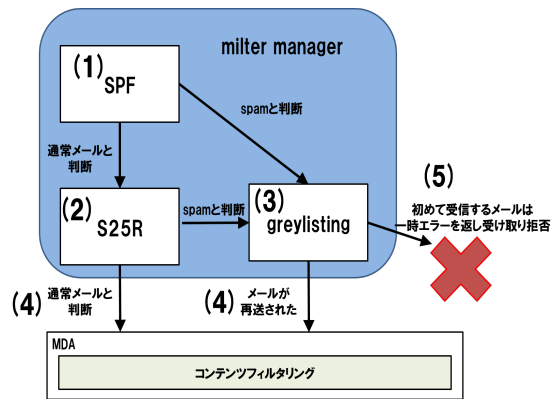 milter manager
(1)
SPF
spamと判断
通常メールと
判断
(5)
(2)
S25R
spamと判断
(3)
greylisting
初めて受信するメールは
一時エラーを返し受け取り拒否
(4)
通常メールと
判断
(4)
メールが
再送された
MDA
コンテンツフィルタリング